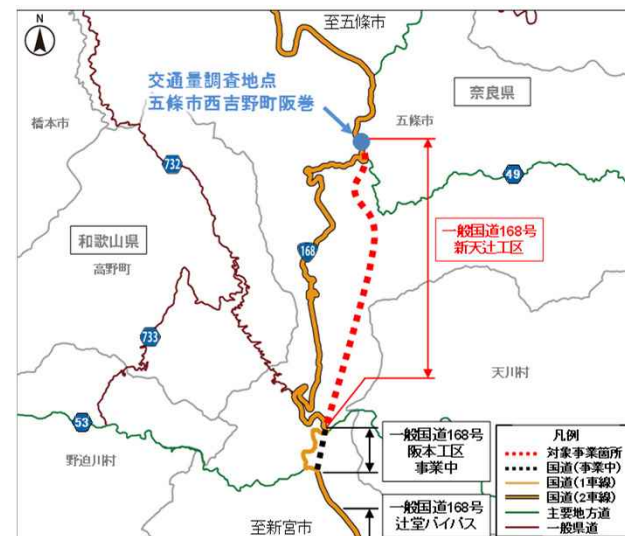 N
至五條市
交通量調査地点
五條市西吉野町阪巻
奈良県
橋本市
五條市
732
49
一般国道168号
新天辻工区
和歌山県
高野町
168
733
天川村
53
野迫川村
一般国道168号
阪本工区
事業中
一般国道168号
辻堂バイパス
至新宮市
凡例
対象事業箇所
国道(事業中)
国道(1車線)
国道(2車線)
主要地方道
一般県道